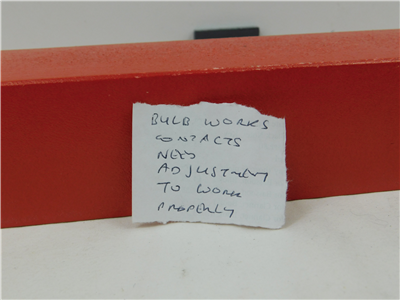 BULB WORKS
CONTACTS
NEED
ADJUSTMENT
TO WORK
PROPERLY